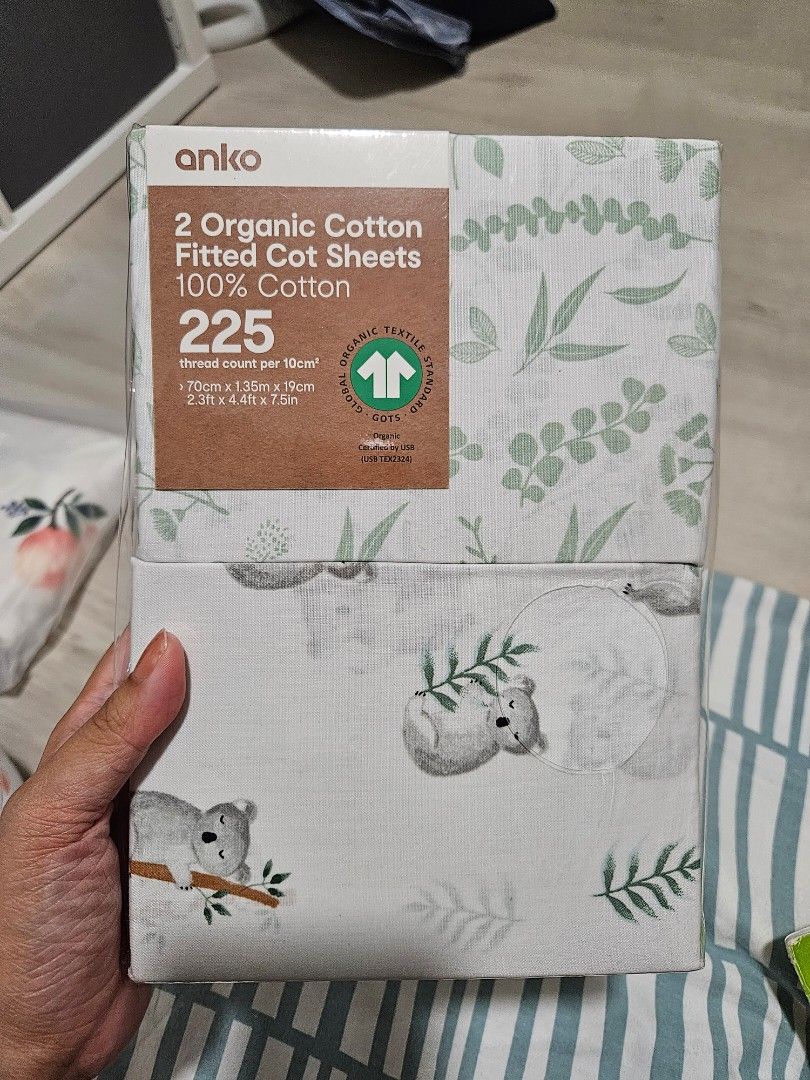 anko
2 Organic Cotton
Fitted Cot Sheets
100% Cotton
225
thread count per 10cm²
› 70cm x 1.35m x 19cm
2.3ft x 4.4ft x 7.5in
GLOBAL ORGANIC TEXTILE STANDARD · GOTS ·
Organic
Certified by USB
(USB TEX2324)